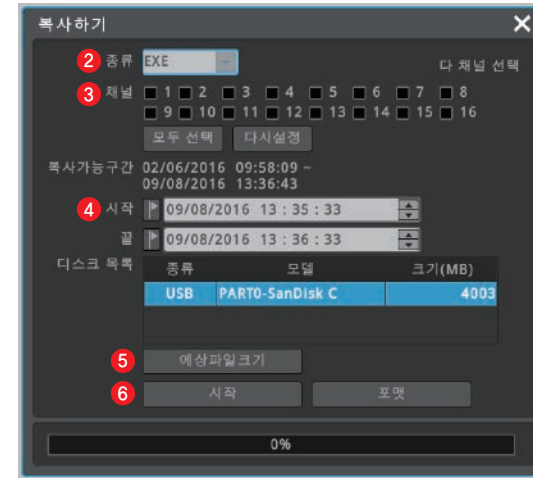 복사하기
2 종류 EXE 다 채널 선택
3 채널 1 2 3 4 5 6 7 8
9 10 11 12 13 14 15 16
모두 선택 다시설정
복사가능구간 02/06/2016 09:58:09 ~
09/08/2016 13:36:43
4 시작 09/08/2016 13 : 35 : 33
끝 09/08/2016 13 : 36 : 33
디스크 목록 종류 모델 크기(MB)
USB PART0-SanDisk C 4003
5 예상파일크기
6 시작 포맷
0%